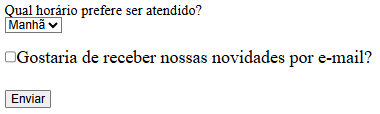 Qual horário prefere ser atendido?
Manhã
Gostaria de receber nossas novidades por e-mail?
Enviar